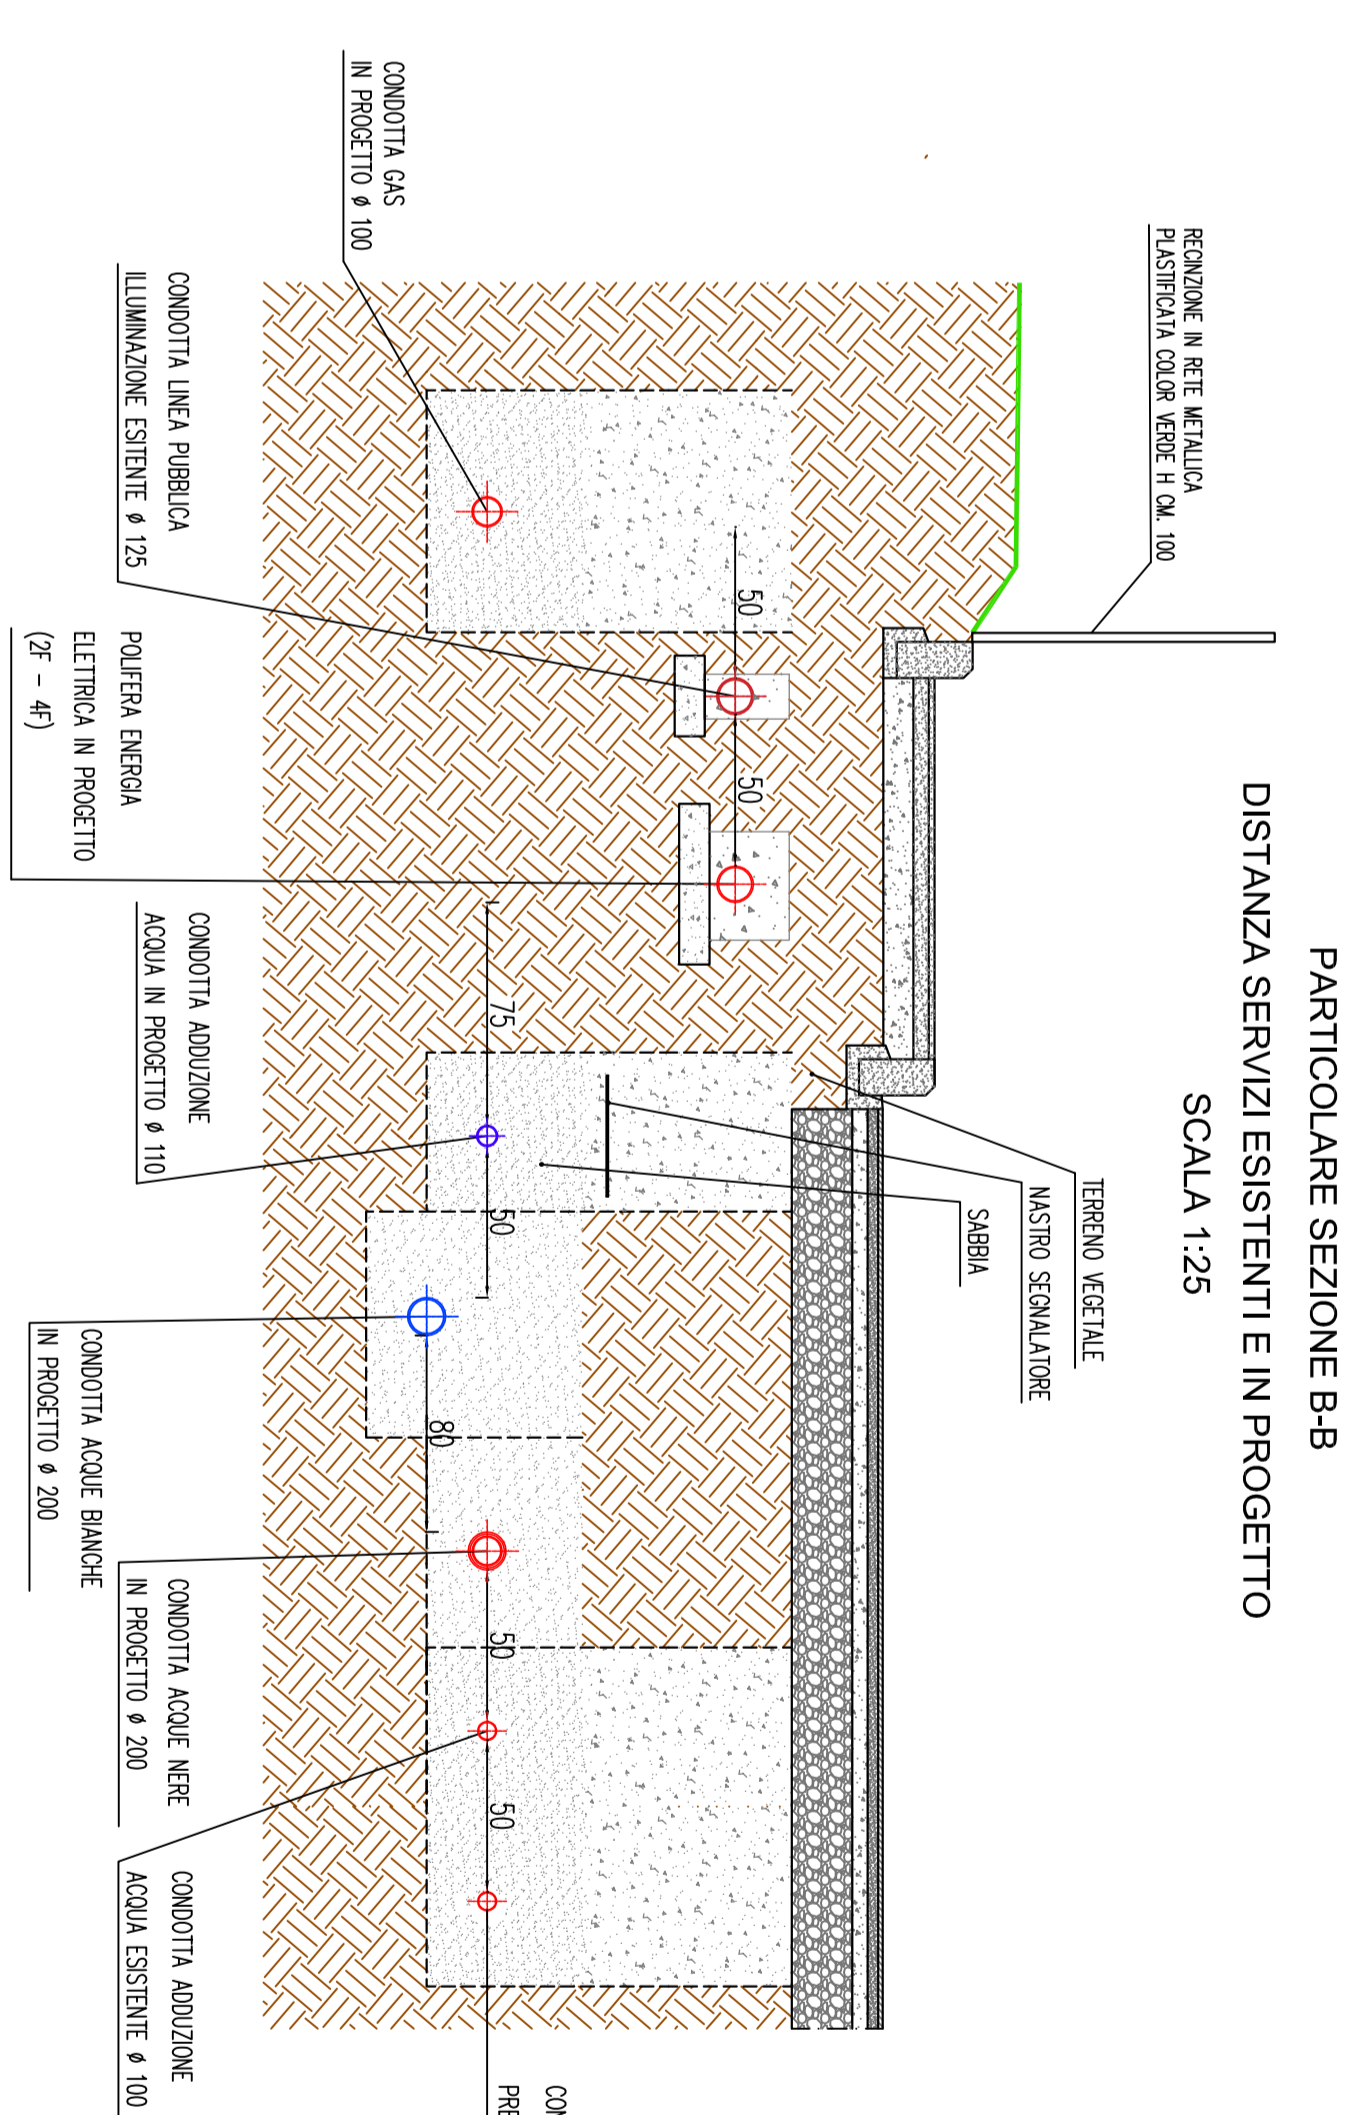 PARTICOLARE SEZIONE B-B
DISTANZA SERVIZI ESISTENTI E IN PROGETTO
SCALA 1:25
RECINZIONE IN RETE METALLICA
PLASTIFICATA COLOR VERDE H CM. 100
TERRENO VEGETALE
NASTRO SEGNALATORE
SABBIA
50
50
75
50
80
50
50
CONDOTTA GAS
IN PROGETTO ø 100
CONDOTTA LINEA PUBBLICA
ILLUMINAZIONE ESITENTE ø 125
POLIFERA ENERGIA
ELETTRICA IN PROGETTO
(2F - 4F)
CONDOTTA ADDUZIONE
ACQUA IN PROGETTO ø 110
CONDOTTA ACQUE BIANCHE
IN PROGETTO ø 200
CONDOTTA ACQUE NERE
IN PROGETTO ø 200
CONDOTTA ADDUZIONE
ACQUA ESISTENTE ø 100